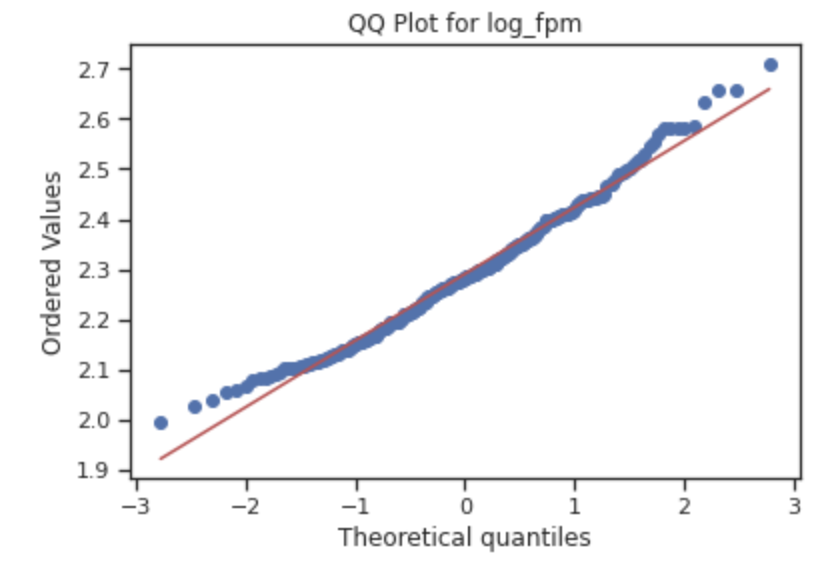 QQ Plot for log_fpm
2.7
2.6
2.5
2.4
2.3
2.2
2.1
2.0
1.9
Ordered Values
−3 −2 −1 0 1 2 3
Theoretical quantiles